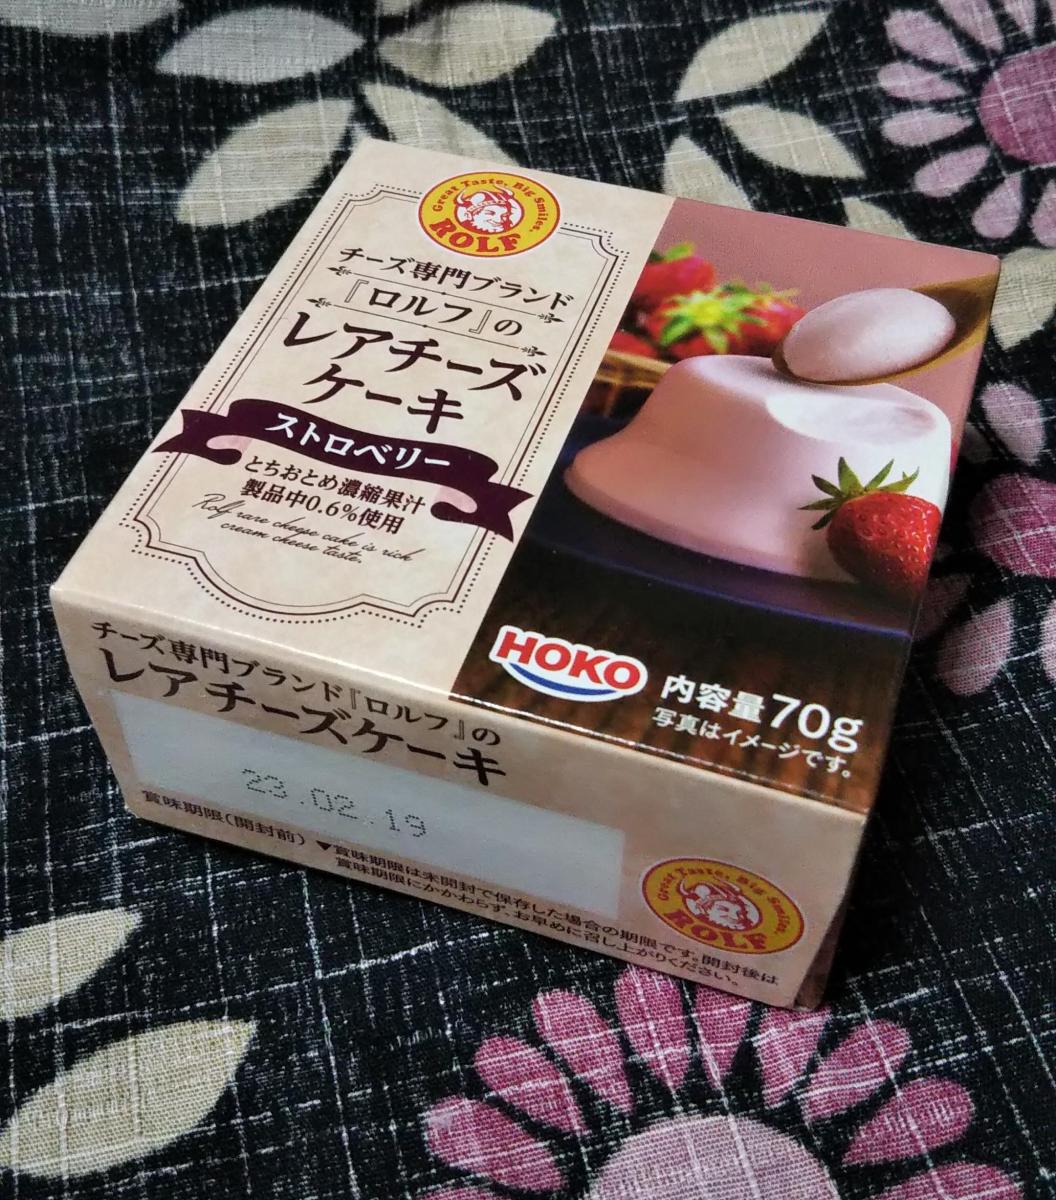 Great Taste, Big Smiles.
ROLF
チーズ専門ブランド
『ロルフ』の
レアチーズ
ケーキ
ストロベリー
とちおとめ濃縮果汁
製品中0.6%使用
Rolf rare cheese cake is rich
cream cheese taste.
HOKO
内容量70g
写真はイメージです。
チーズ専門ブランド『ロルフ』の
レアチーズケーキ
23.02.19
賞味期限(開封前) ▼賞味期限は未開封で保存した場合の期限です。開封後は
賞味期限にかかわらず、お早めに召し上がりください。
Great Taste, Big Smiles.
ROLF